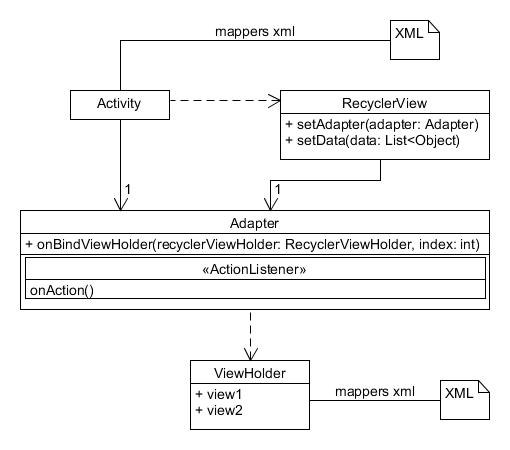 mappers xml
XML
Activity
RecyclerView
+ setAdapter(adapter: Adapter)
+ setData(data: List<Object)
1
1
Adapter
+ onBindViewHolder(recyclerViewHolder: RecyclerViewHolder, index: int)
«ActionListener»
onAction()
ViewHolder
+ view1
+ view2
mappers xml
XML